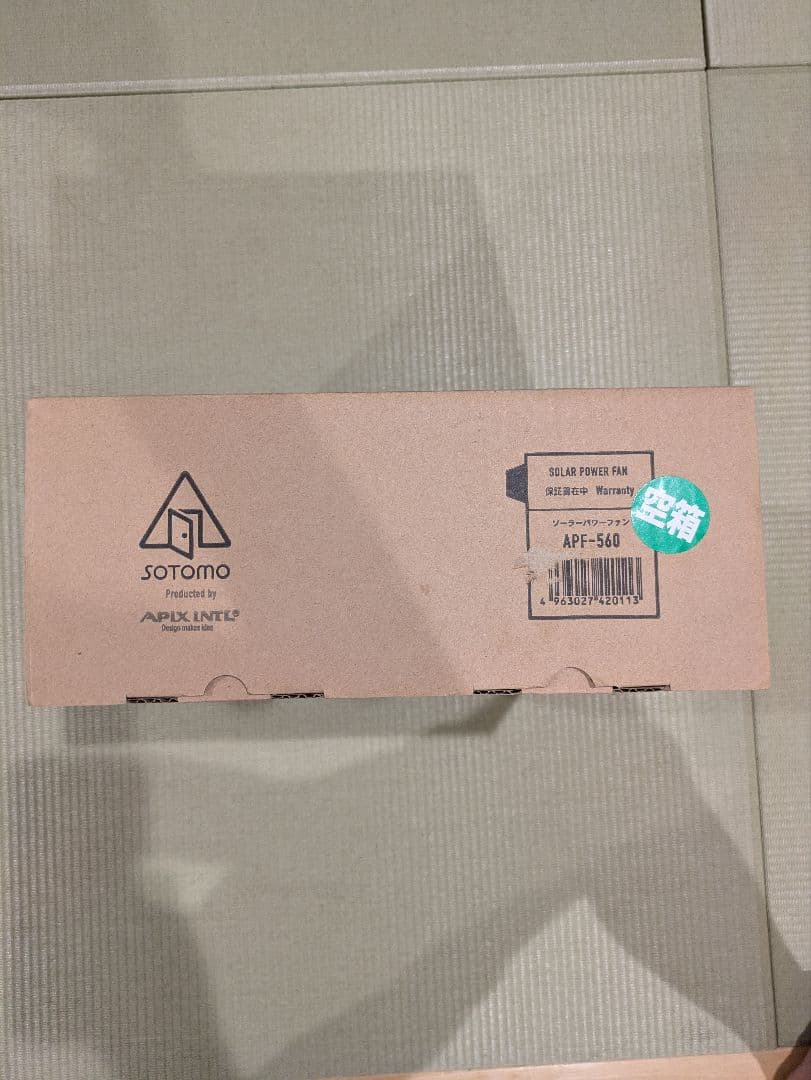 SOTOMO
Producted by
APIX INTL®
Design makes idea
SOLAR POWER FAN
保証書在中 Warranty
ソーラーパワーファン
APF-560
4 963027 420113
空箱